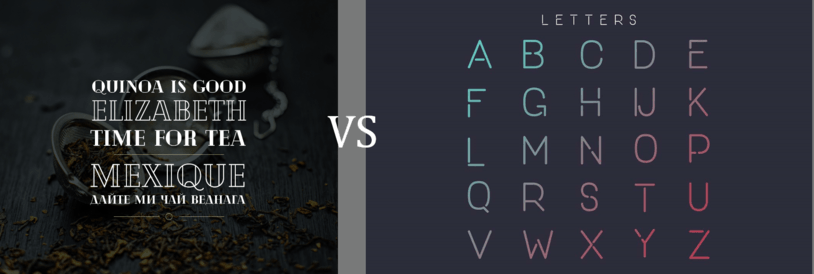 QUINOA IS GOOD
ELIZABETH
TIME FOR TEA
MEXIQUE
ДАЙТЕ МИ ЧАЙ ВЕДНАГА
VS
LETTERS
A B C D E
F G H IJ K
L M N O P
Q R S T U
V W X Y Z